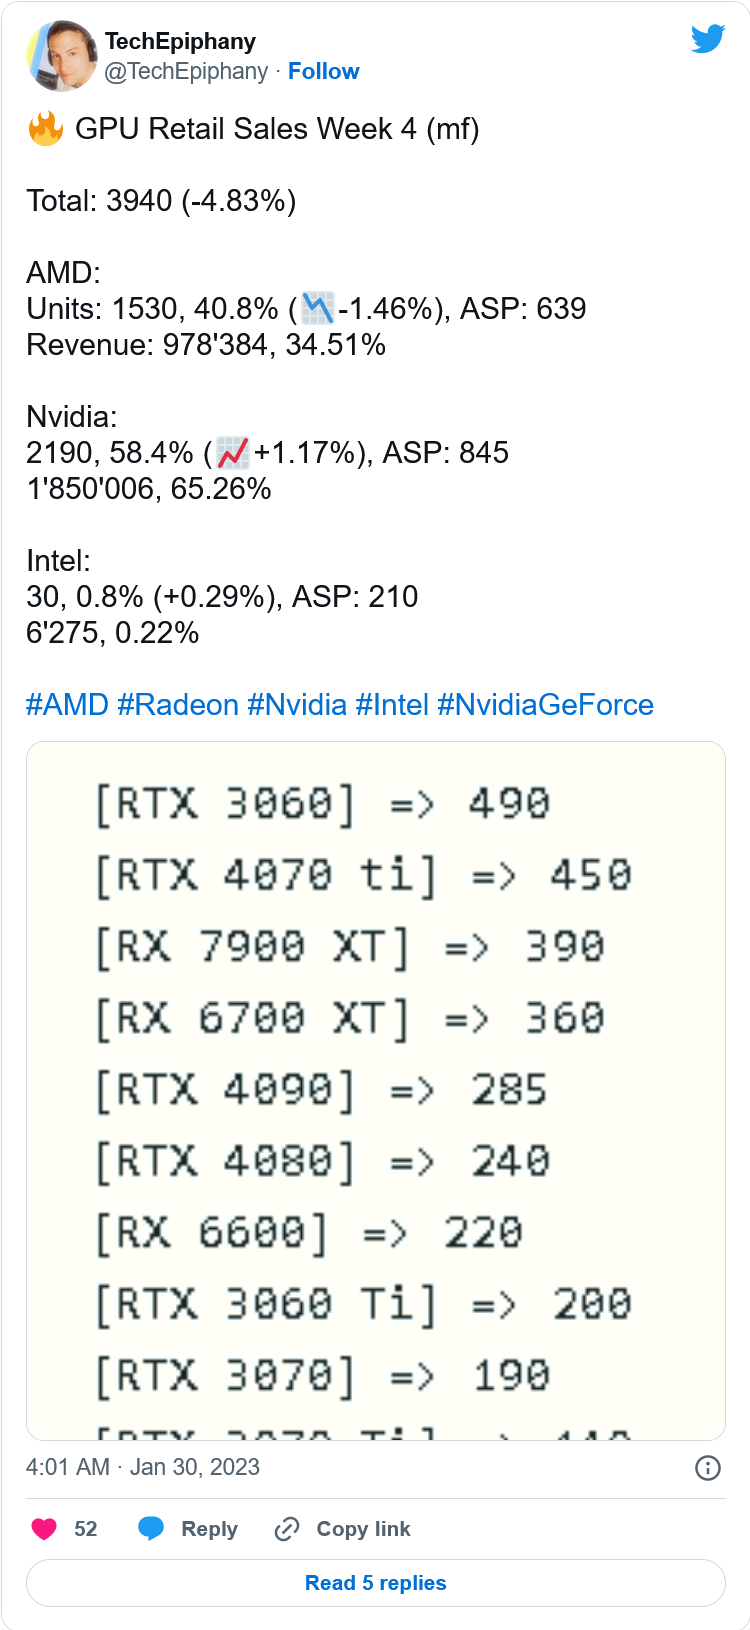 TechEpiphany
@TechEpiphany · Follow
🔥 GPU Retail Sales Week 4 (mf)
Total: 3940 (-4.83%)
AMD:
Units: 1530, 40.8% (📉-1.46%), ASP: 639
Revenue: 978'384, 34.51%
Nvidia:
2190, 58.4% (📈+1.17%), ASP: 845
1'850'006, 65.26%
Intel:
30, 0.8% (+0.29%), ASP: 210
6'275, 0.22%
#AMD #Radeon #Nvidia #Intel #NvidiaGeForce
[RTX 3060] => 490
[RTX 4070 ti] => 450
[RX 7900 XT] => 390
[RX 6700 XT] => 360
[RTX 4090] => 285
[RTX 4080] => 240
[RX 6600] => 220
[RTX 3060 Ti] => 200
[RTX 3070] => 190
4:01 AM · Jan 30, 2023
52 Reply Copy link
Read 5 replies